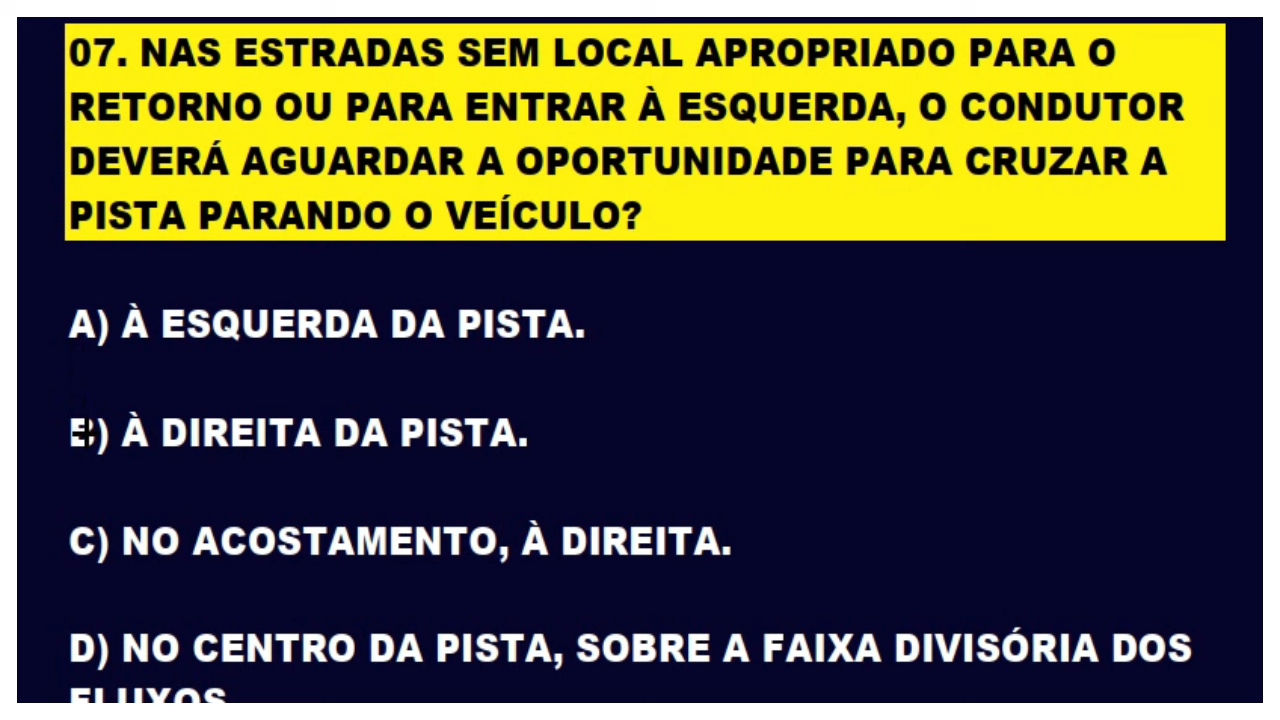 07. NAS ESTRADAS SEM LOCAL APROPRIADO PARA O
RETORNO OU PARA ENTRAR À ESQUERDA, O CONDUTOR
DEVERÁ AGUARDAR A OPORTUNIDADE PARA CRUZAR A
PISTA PARANDO O VEÍCULO?
A) À ESQUERDA DA PISTA.
B) À DIREITA DA PISTA.
C) NO ACOSTAMENTO, À DIREITA.
D) NO CENTRO DA PISTA, SOBRE A FAIXA DIVISÓRIA DOS
FLUXOS